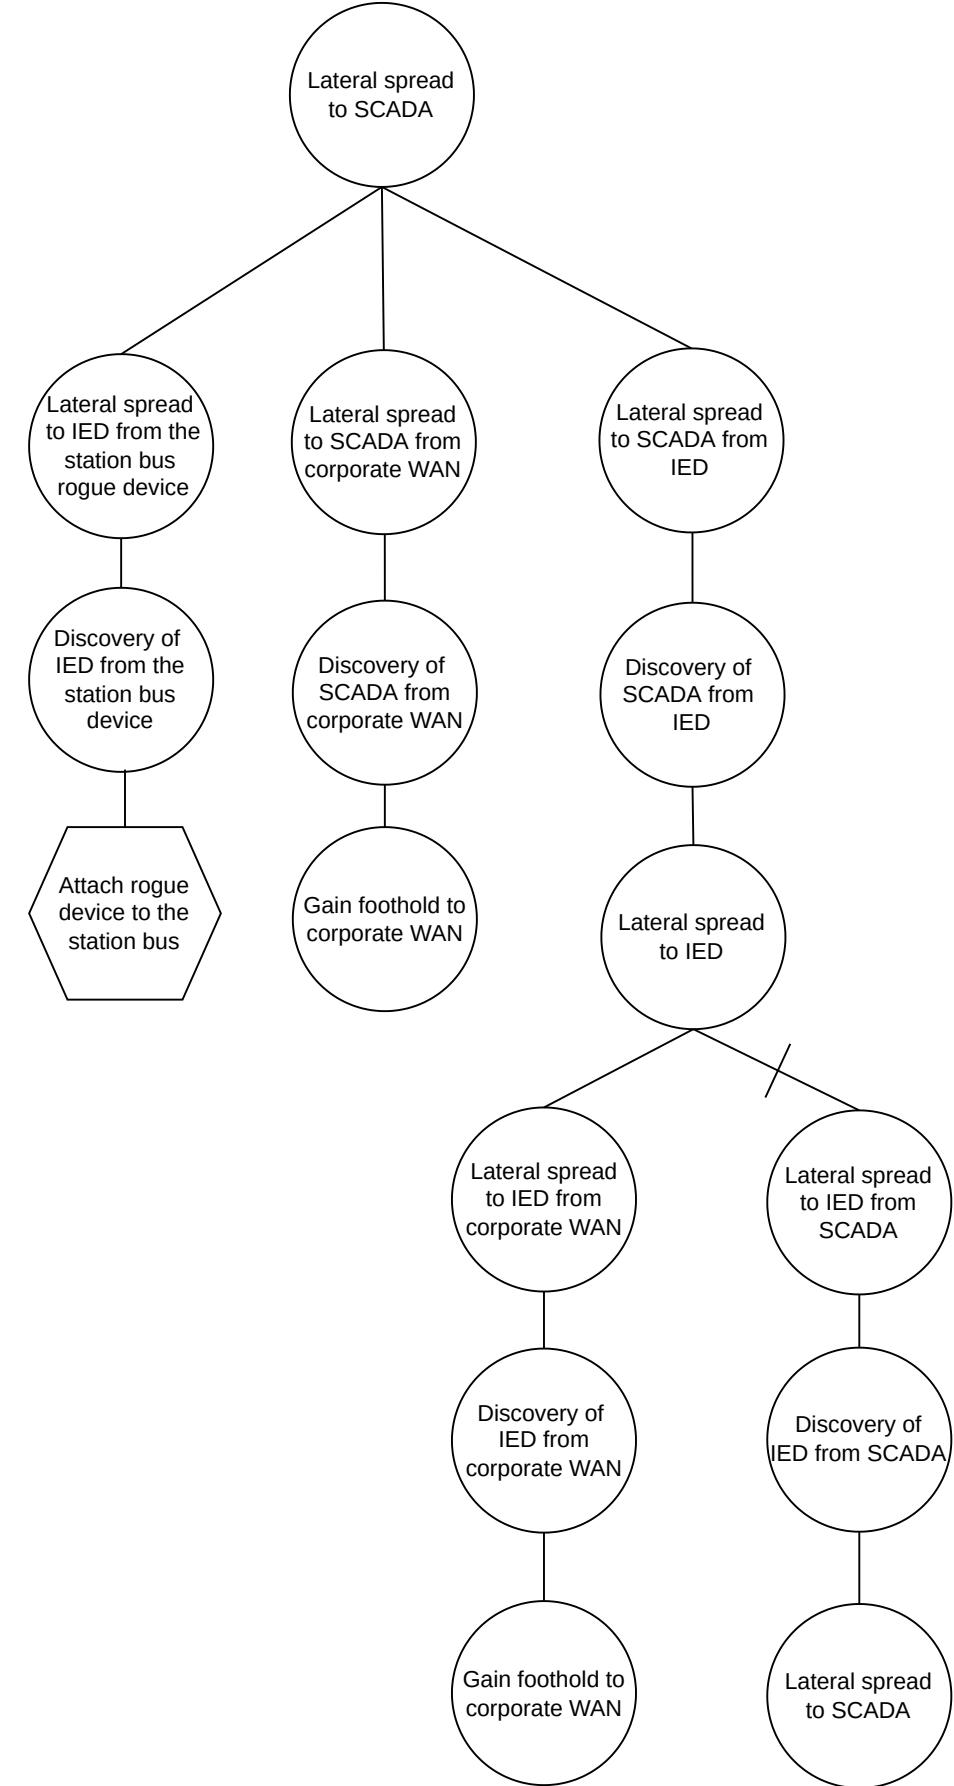 Lateral spread
to SCADA
Lateral spread
to IED from the
station bus
rogue device
Lateral spread
to SCADA from
corporate WAN
Lateral spread
to SCADA from
IED
Discovery of
IED from the
station bus
device
Discovery of
SCADA from
corporate WAN
Discovery of
SCADA from
IED
Attach rogue
device to the
station bus
Gain foothold to
corporate WAN
Lateral spread
to IED
Lateral spread
to IED from
corporate WAN
Lateral spread
to IED from
SCADA
Discovery of
IED from
corporate WAN
Discovery of
IED from SCADA
Gain foothold to
corporate WAN
Lateral spread
to SCADA